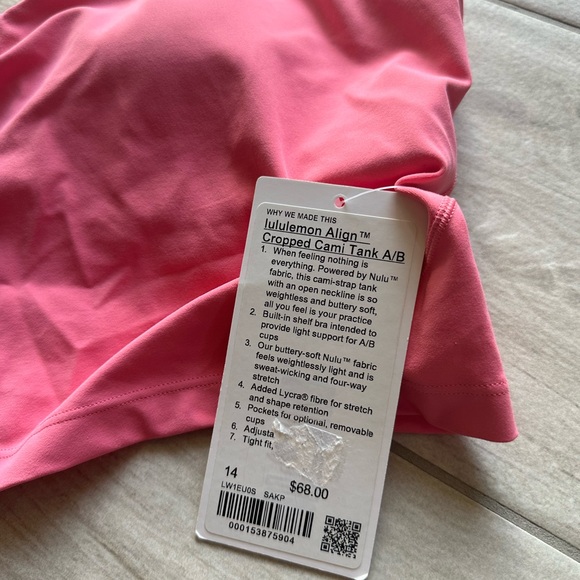 WHY WE MADE THIS
lululemon Align™
Cropped Cami Tank A/B
1. When feeling nothing is
everything. Powered by Nulu™
fabric, this cami-strap tank
with an open neckline is so
weightless and buttery soft,
all you feel is your practice
2. Built-in shelf bra intended to
provide light support for A/B
cups
3. Our buttery-soft Nulu™ fabric
feels weightlessly light and is
sweat-wicking and four-way
stretch
4. Added Lycra® fibre for stretch
and shape retention
5. Pockets for optional, removable
cups
6.
7. Tight fit,
14 $68.00
LW1EU0S SAKP
000153875904